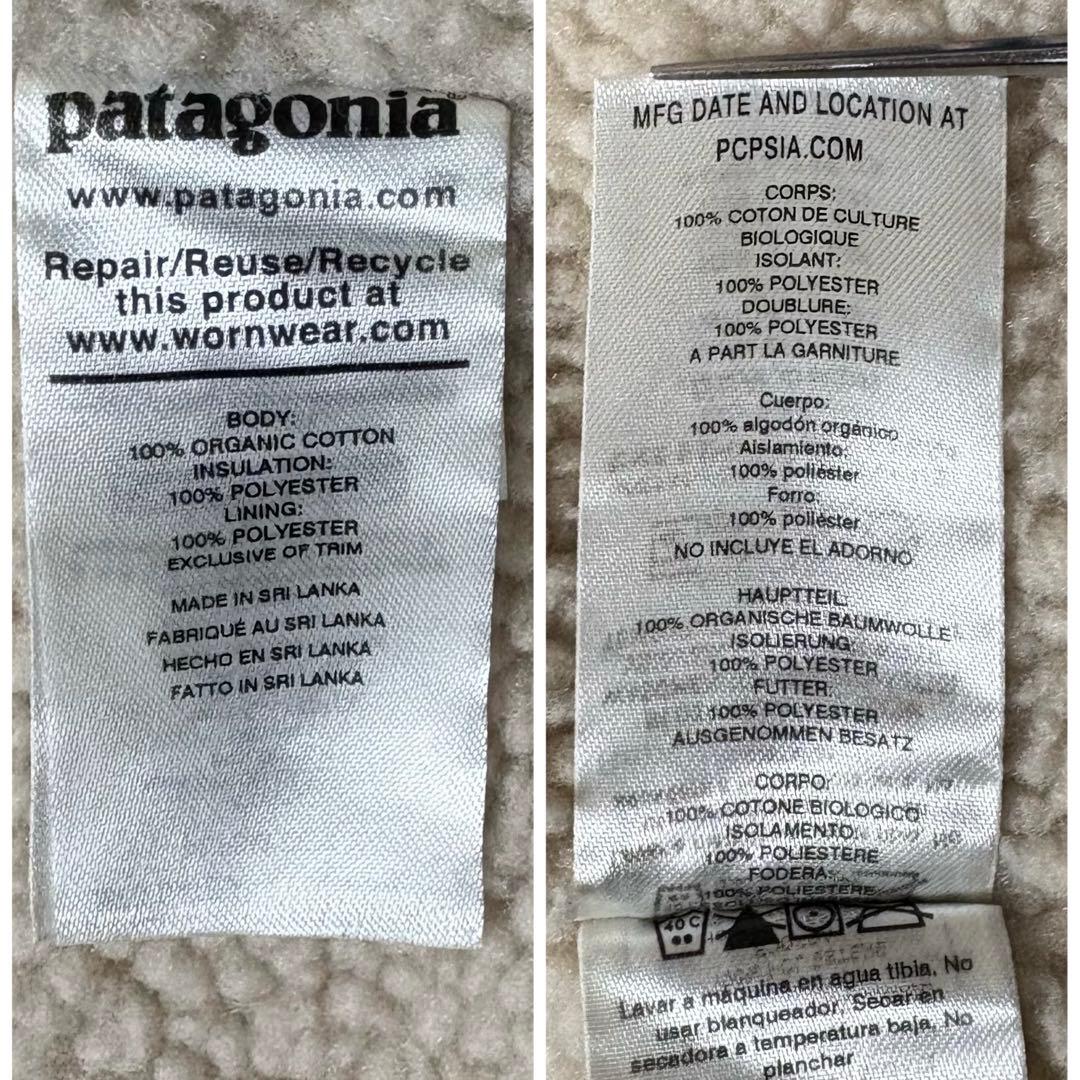 patagonia
www.patagonia.com
Repair/Reuse/Recycle
this product at
www.wornwear.com
BODY:
100% ORGANIC COTTON
INSULATION:
100% POLYESTER
LINING:
100% POLYESTER
EXCLUSIVE OF TRIM
MADE IN SRI LANKA
FABRIQUÉ AU SRI LANKA
HECHO EN SRI LANKA
FATTO IN SRI LANKA
MFG DATE AND LOCATION AT
PCPSIA.COM
CORPS:
100% COTON DE CULTURE
BIOLOGIQUE
ISOLANT:
100% POLYESTER
DOUBLURE:
100% POLYESTER
A PART LA GARNITURE
Cuerpo:
100% algodón orgánico
Aislamiento:
100% poliéster
Forro:
100% poliéster
NO INCLUYE EL ADORNO
HAUPTTEIL:
100% ORGANISCHE BAUMWOLLE
ISOLIERUNG:
100% POLYESTER
FUTTER:
100% POLYESTER
AUSGENOMMEN BESATZ
CORPO:
100% COTONE BIOLOGICO
ISOLAMENTO:
100% POLIESTERE
FODERA:
100% POLIESTERE
40 C
Lavar a máquina en agua tibia. No
usar blanqueador. Secar en
secadora a temperatura baja. No
planchar